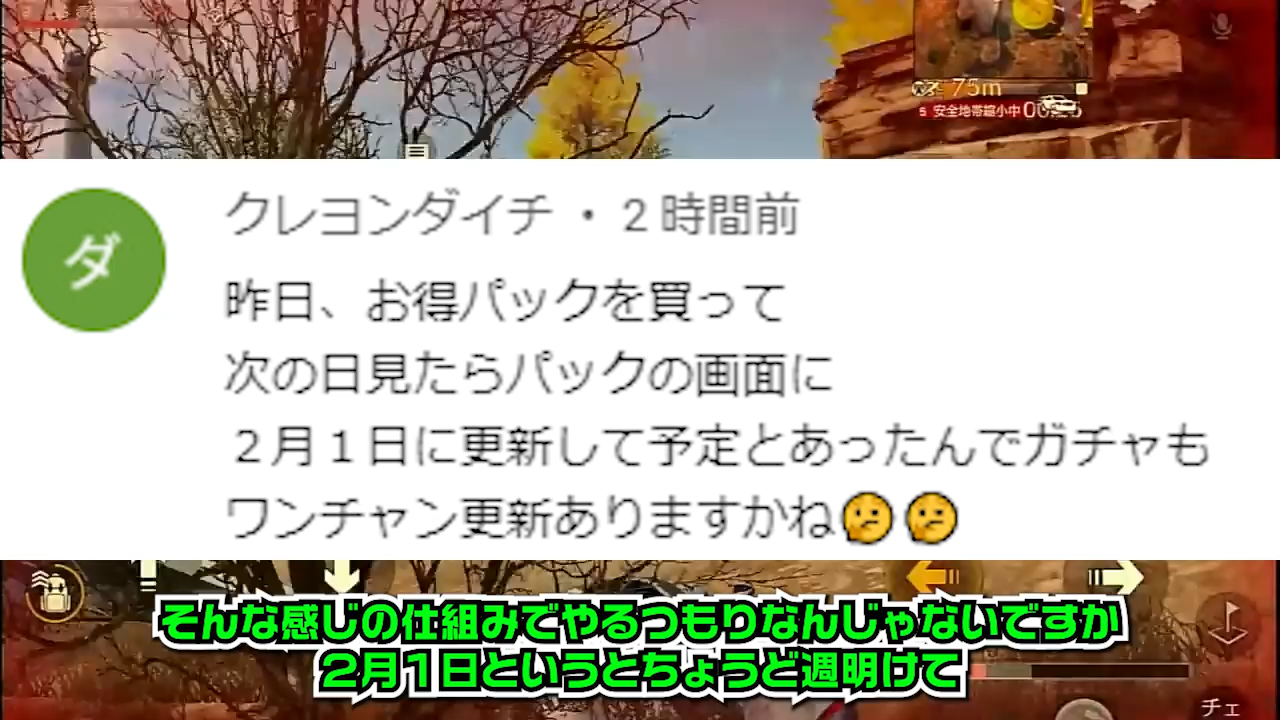 75m
5 安全地帯縮小中
ダ
クレヨンダイチ・2 時間前
昨日、お得パックを買って
次の日見たらパックの画面に
２月１日に更新して予定とあったんでガチャも
ワンチャン更新ありますかね🤔🤔
そんな感じの仕組みでやるつもりなんじゃないですか
2月1日というとちょうど週明けて
チェ